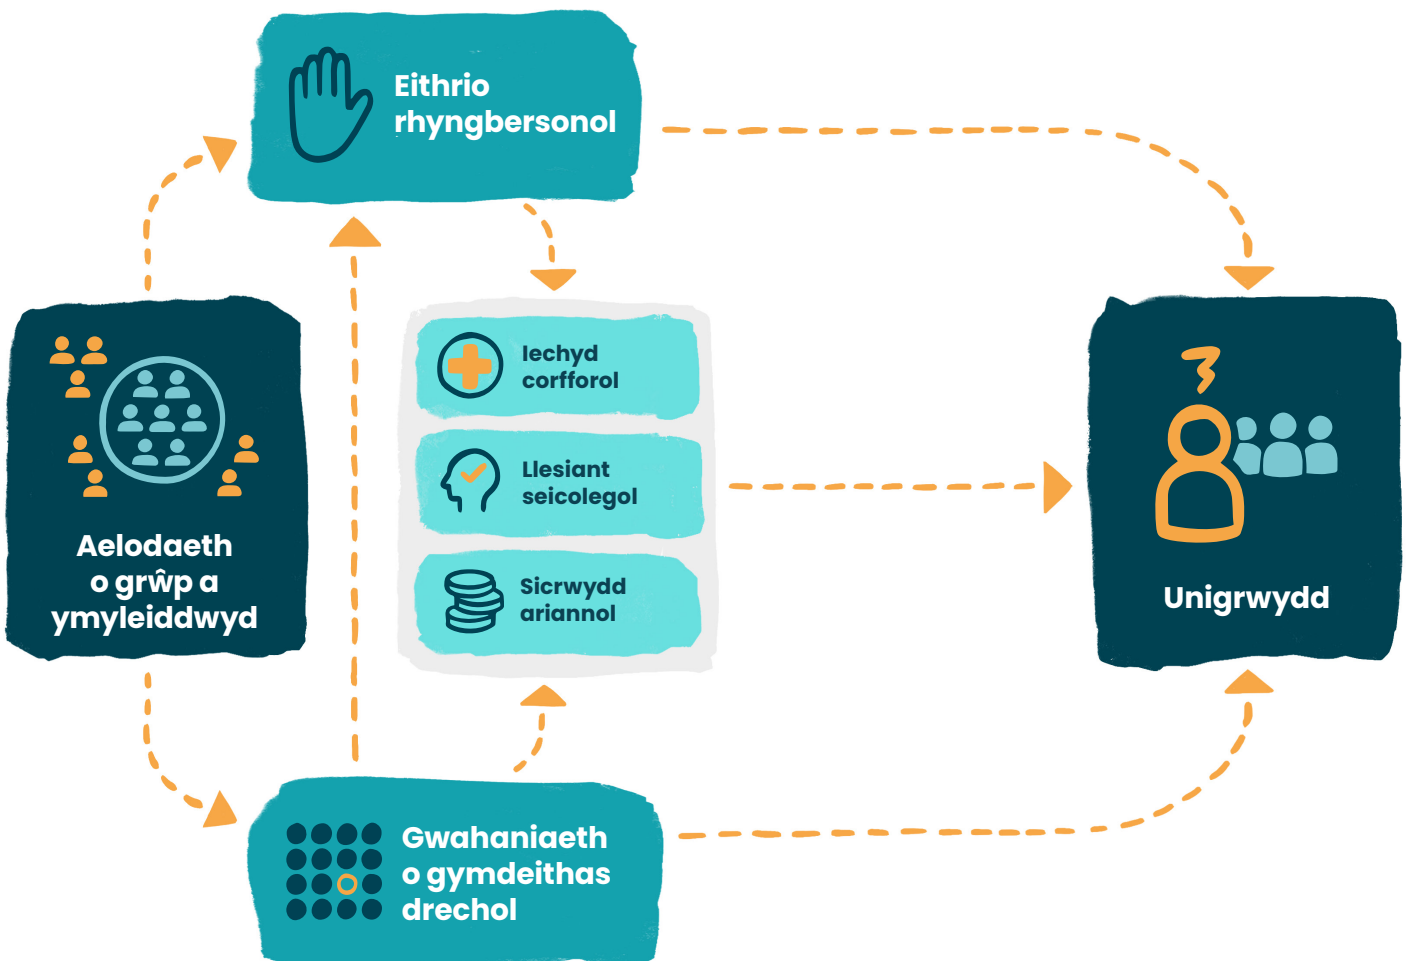 Eithrio
rhyngbersonol
Aelodaeth
o grŵp a
ymyleiddwyd
Iechyd
corfforol
Llesiant
seicolegol
Sicrwydd
ariannol
Unigrwydd
Gwahaniaeth
o gymdeithas
drechol